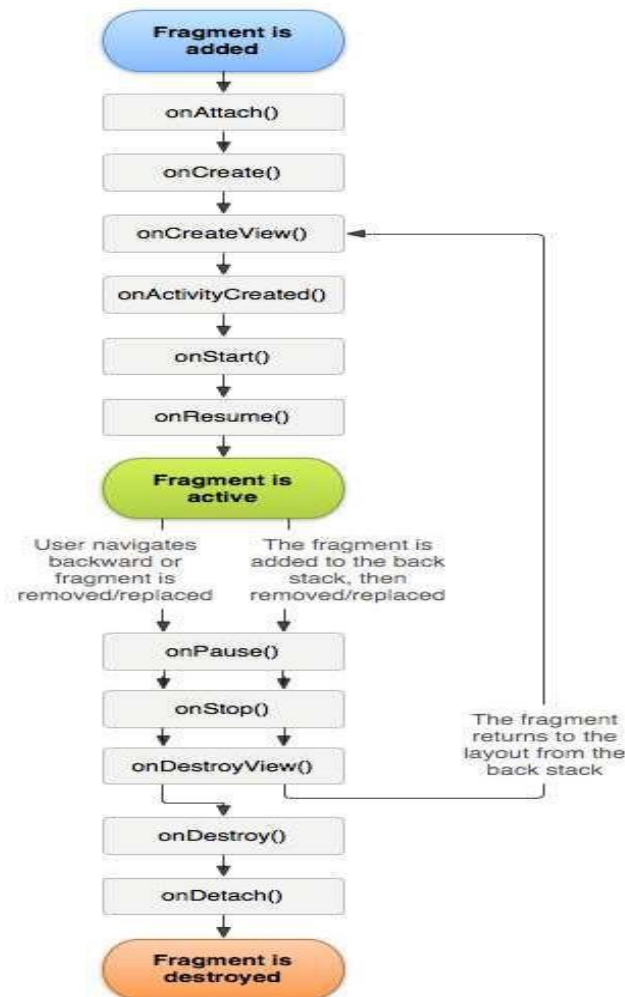 Fragment is
added
onAttach()
onCreate()
onCreateView()
onActivityCreated()
onStart()
onResume()
Fragment is
active
User navigates
backward or
fragment is
removed/replaced
The fragment is
added to the back
stack, then
removed/replaced
onPause()
onStop()
onDestroyView()
The fragment
returns to the
layout from the
back stack
onDestroy()
onDetach()
Fragment is
destroyed